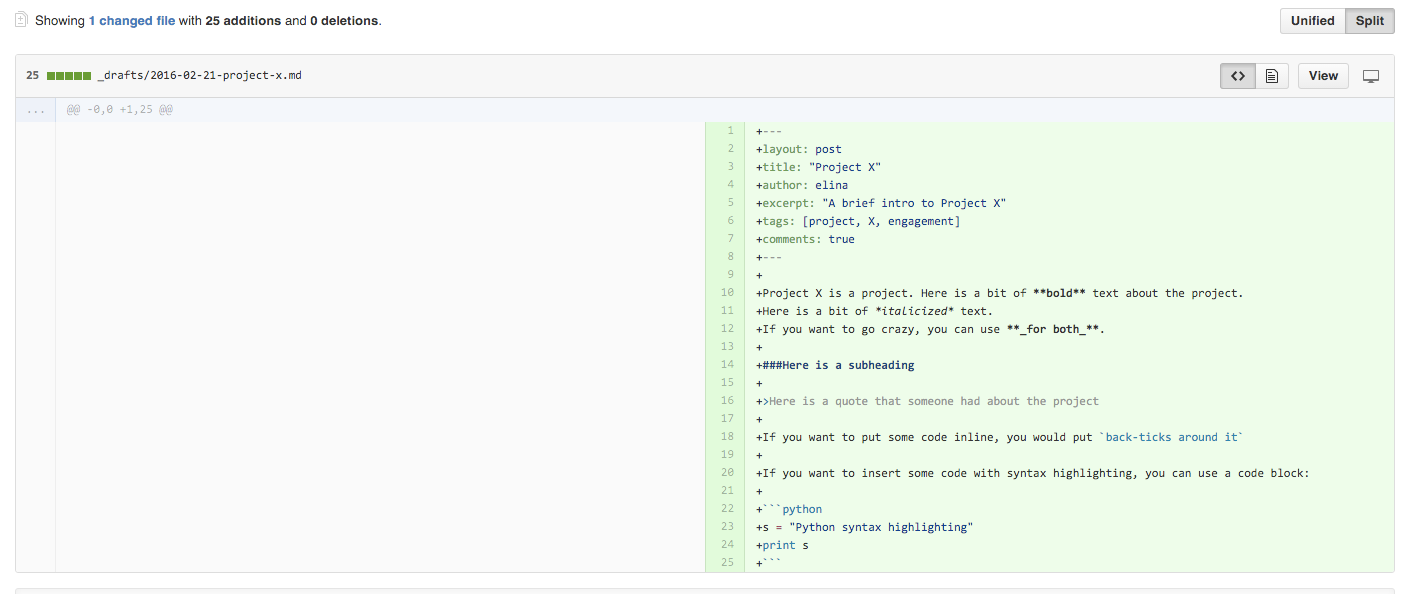 Showing 1 changed file with 25 additions and 0 deletions.
Unified Split
25 _drafts/2016-02-21-project-x.md
<> View
... @@ -0,0 +1,25 @@
1 +---
2 +layout: post
3 +title: "Project X"
4 +author: elina
5 +excerpt: "A brief intro to Project X"
6 +tags: [project, X, engagement]
7 +comments: true
8 +---
9 +
10 +Project X is a project. Here is a bit of **bold** text about the project.
11 +Here is a bit of *italicized* text.
12 +If you want to go crazy, you can use **_for both_**.
13 +
14 +###Here is a subheading
15 +
16 +>Here is a quote that someone had about the project
17 +
18 +If you want to put some code inline, you would put `back-ticks around it`
19 +
20 +If you want to insert some code with syntax highlighting, you can use a code block:
21 +
22 +```python
23 +s = "Python syntax highlighting"
24 +print s
25 +```